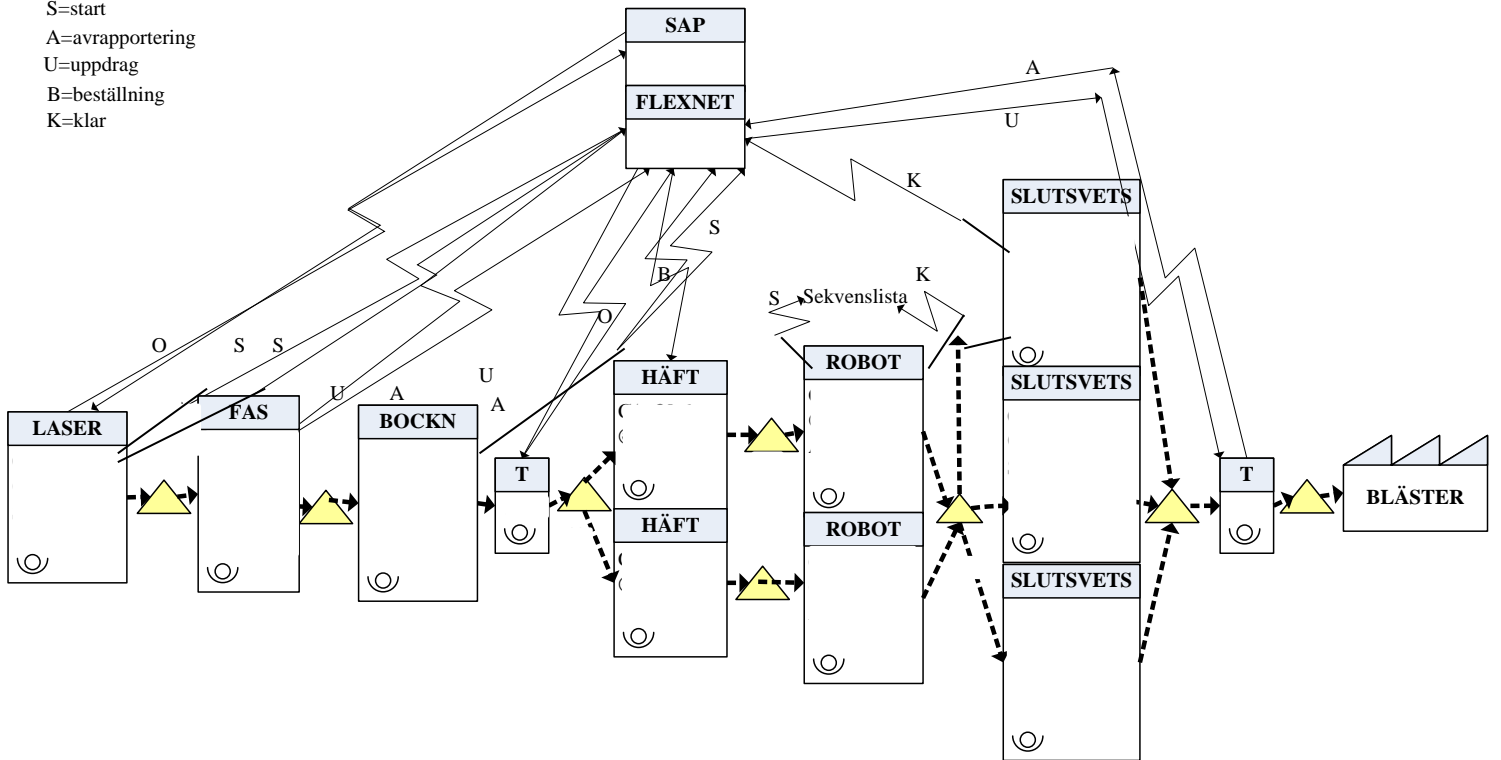 S=start
A=avrapportering
U=uppdrag
B=beställning
K=klar
SAP
FLEXNET
A
U
K
SLUTSVETS
S
B
K
S
Sekvenslista
O
O
S
S
ROBOT
HÄFT
SLUTSVETS
U
A
U
A
FAS
BOCKN
LASER
T
T
BLÄSTER
HÄFT
ROBOT
SLUTSVETS